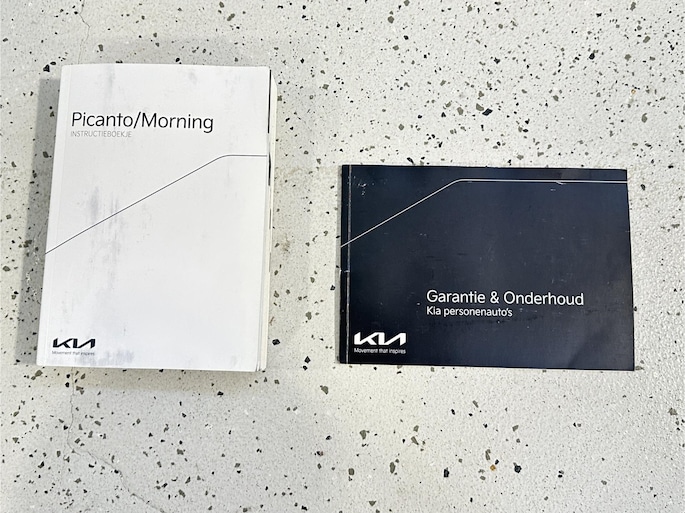 Picanto/Morning
INSTRUCTIEBOEKJE
KIA
Movement that inspires
Garantie & Onderhoud
Kia personenauto's
KIA
Movement that inspires